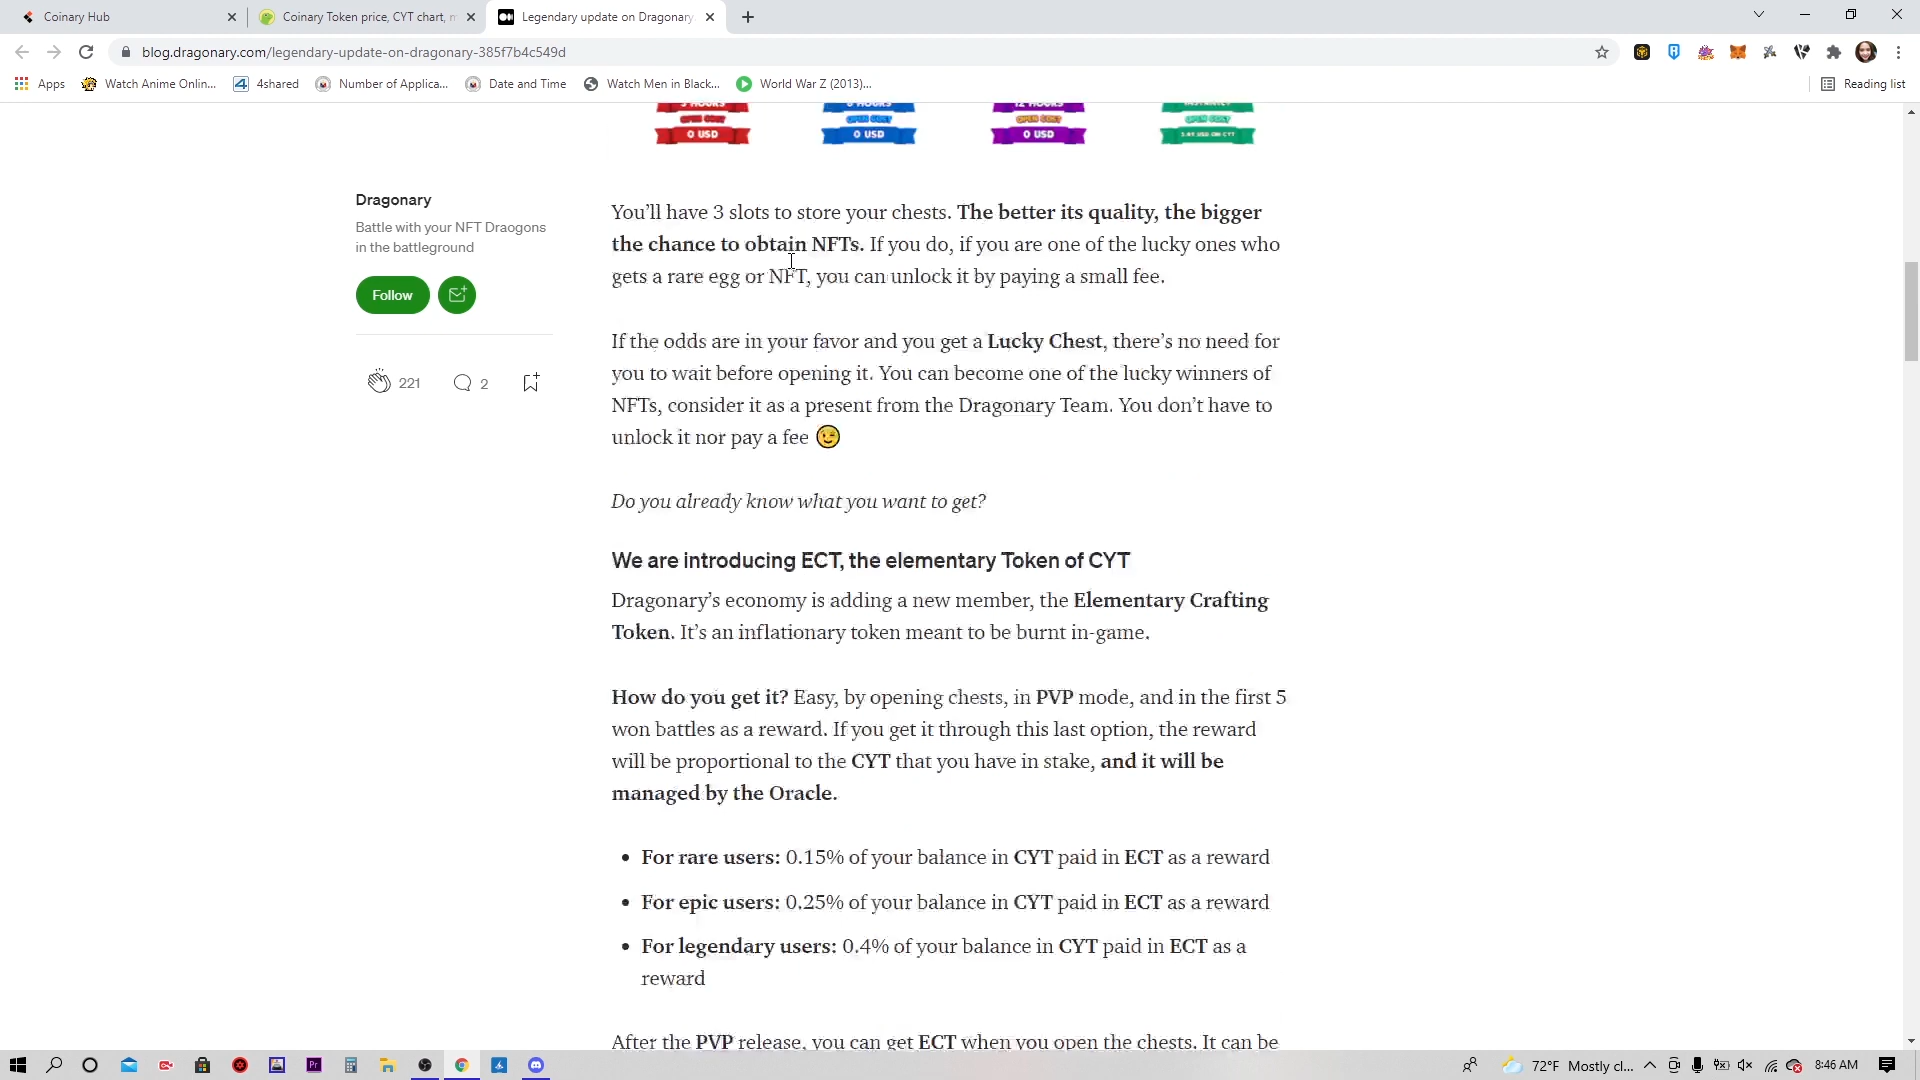 Coinary Hub
Coinary Token price, CYT chart, m
Legendary update on Dragonary
blog.dragonary.com/legendary-update-on-dragonary-385f7b4c549d
Apps
Watch Anime Onlin...
4shared
Number of Applica...
Date and Time
Watch Men in Black...
World War Z (2013)...
Reading list
OPEN COST OPEN COST OPEN COST OPEN COST
0 USD 0 USD 0 USD
Dragonary
Battle with your NFT Draogons
in the battleground
Follow
221
2
You’ll have 3 slots to store your chests. The better its quality, the bigger
the chance to obtain NFTs. If you do, if you are one of the lucky ones who
gets a rare egg or NFT, you can unlock it by paying a small fee.
If the odds are in your favor and you get a Lucky Chest, there’s no need for
you to wait before opening it. You can become one of the lucky winners of
NFTs, consider it as a present from the Dragonary Team. You don’t have to
unlock it nor pay a fee 😉
Do you already know what you want to get?
We are introducing ECT, the elementary Token of CYT
Dragonary’s economy is adding a new member, the Elementary Crafting
Token. It’s an inflationary token meant to be burnt in-game.
How do you get it? Easy, by opening chests, in PVP mode, and in the first 5
won battles as a reward. If you get it through this last option, the reward
will be proportional to the CYT that you have in stake, and it will be
managed by the Oracle.
• For rare users: 0.15% of your balance in CYT paid in ECT as a reward
• For epic users: 0.25% of your balance in CYT paid in ECT as a reward
• For legendary users: 0.4% of your balance in CYT paid in ECT as a
reward
After the PVP release, you can get ECT when you open the chests. It can be
72°F Mostly cl...
8:46 AM